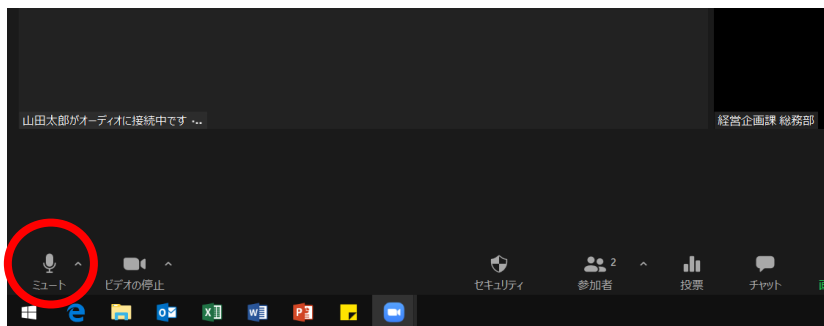 山田太郎がオーディオに接続中です・...
経営企画課 総務部
2
ミュート
ビデオの停止
セキュリティ
参加者
投票
チャット